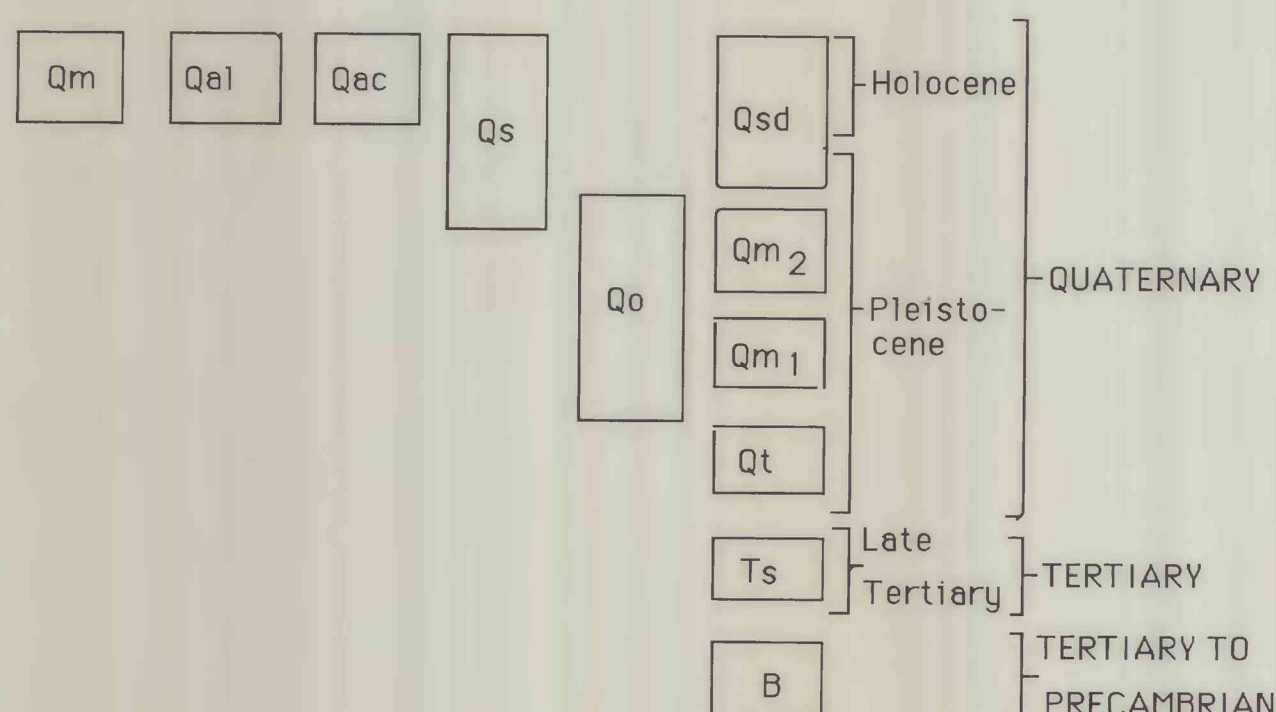 Qm
Qal
Qac
Qs
Qsd
Holocene
Qm 2
Qo
Pleisto-
cene
QUATERNARY
Qm 1
Qt
Ts
Late
Tertiary
TERTIARY
B
TERTIARY TO
PRECAMBRIAN